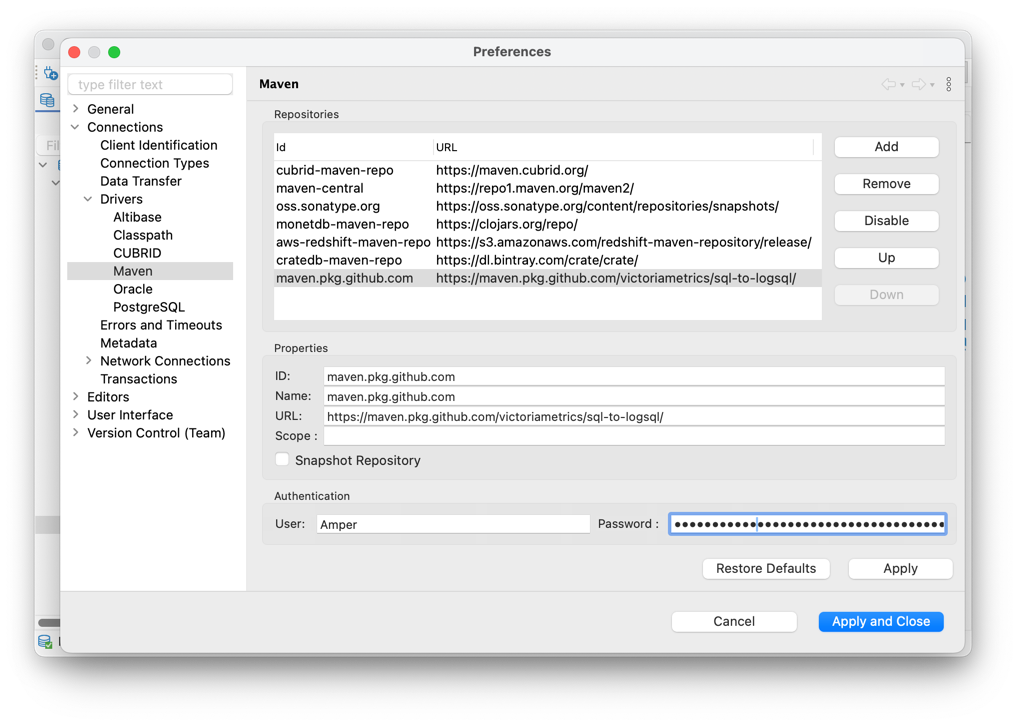 Preferences
type filter text
Maven
General
Connections
Client Identification
Connection Types
Data Transfer
Drivers
Altibase
Classpath
CUBRID
Maven
Oracle
PostgreSQL
Errors and Timeouts
Metadata
Network Connections
Transactions
Editors
User Interface
Version Control (Team)
Repositories
Id URL
cubrid-maven-repo https://maven.cubrid.org/
maven-central https://repo1.maven.org/maven2/
oss.sonatype.org https://oss.sonatype.org/content/repositories/snapshots/
monetdb-maven-repo https://clojars.org/repo/
aws-redshift-maven-repo https://s3.amazonaws.com/redshift-maven-repository/release/
cratedb-maven-repo https://dl.bintray.com/crate/crate/
maven.pkg.github.com https://maven.pkg.github.com/victoriametrics/sql-to-logsql/
Add
Remove
Disable
Up
Down
Properties
ID: maven.pkg.github.com
Name: maven.pkg.github.com
URL: https://maven.pkg.github.com/victoriametrics/sql-to-logsql/
Scope :
Snapshot Repository
Authentication
User: Amper Password :
Restore Defaults Apply
Cancel Apply and Close